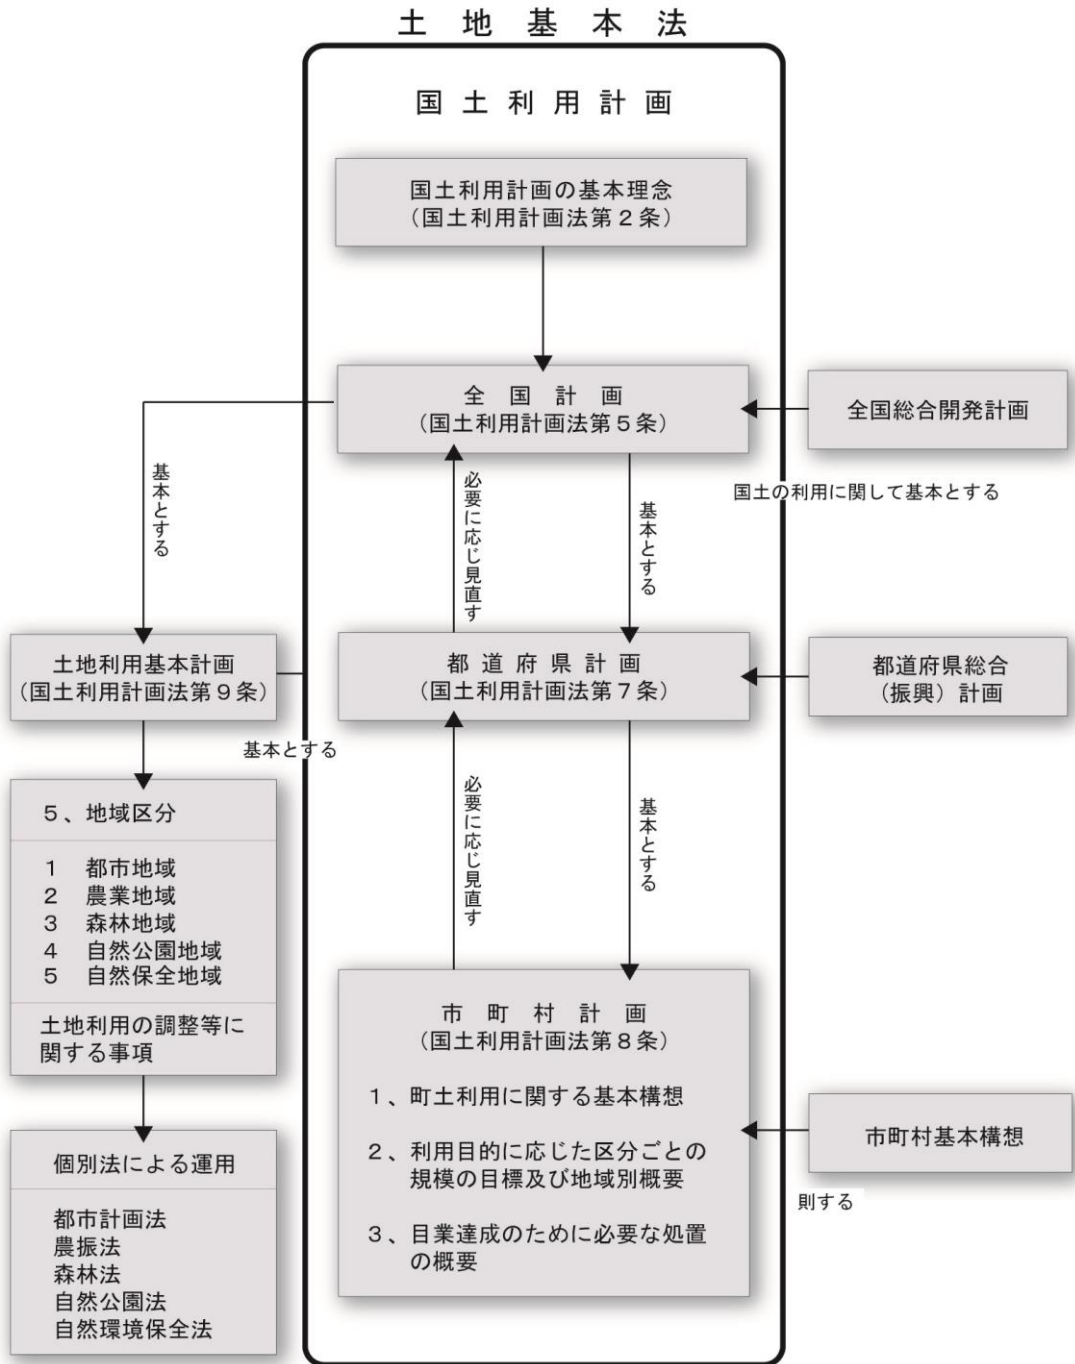 土地基本法
国土利用計画
国土利用計画の基本理念
（国土利用計画法第２条）
全国計画
（国土利用計画法第５条）
全国総合開発計画
国土の利用に関して基本とする
基本とする
必要に応じ見直す
基本とする
土地利用基本計画
（国土利用計画法第９条）
都道府県計画
（国土利用計画法第７条）
都道府県総合
（振興）計画
基本とする
５、地域区分
１　都市地域
２　農業地域
３　森林地域
４　自然公園地域
５　自然保全地域
土地利用の調整等に
関する事項
必要に応じ見直す
基本とする
個別法による運用
都市計画法
農振法
森林法
自然公園法
自然環境保全法
市町村計画
（国土利用計画法第８条）
１、町土利用に関する基本構想
２、利用目的に応じた区分ごとの
規模の目標及び地域別概要
３、目業達成のために必要な処置
の概要
市町村基本構想
則する